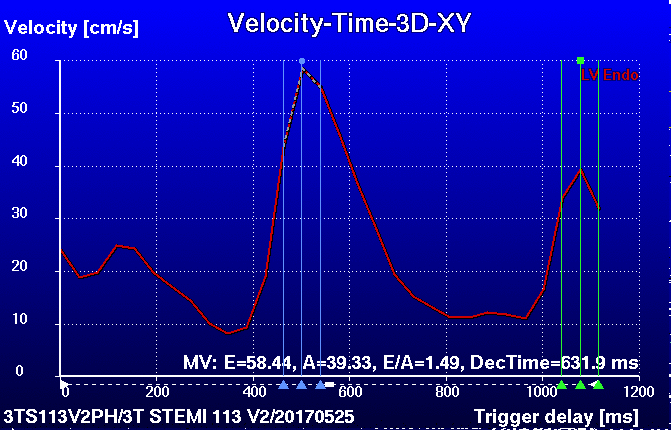 Velocity-Time-3D-XY
Velocity [cm/s]
60
LV Endo
50
40
30
20
10
MV: E=58.44, A=39.33, E/A=1.49, DecTime=631.9 ms
0
0 200 400 600 800 1000 1200
3TS113V2PH/3T STEMI 113 V2/20170525 Trigger delay [ms]